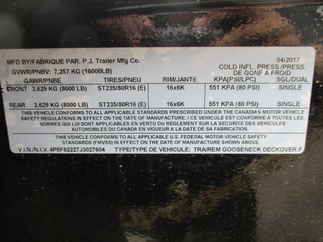 MFD BY/FABRIQUE PAR. P.J. Trailer Mfg Co. 04/2017
GVWR/PNBV: 7,257 KG (16000LB) COLD INFL. PRESS./PRESS. DE GONF A FROID
GAWR/PNBE TIRES/PNEU RIM/JANTE KPA(PSI/LPC) SGL/DUAL
FRONT 3,629 KG (8000 LB) ST235/80R16 (E) 16x6K 551 KPA (80 PSI) SINGLE
REAR 3,629 KG (8000 LB) ST235/80R16 (E) 16x6K 551 KPA (80 PSI) SINGLE
THIS VEHICLE CONFORMS TO ALL APPLICABLE STANDARDS PRESCRIBED UNDER THE CANADIAN MOTOR VEHICLE
SAFETY REGULATIONS IN EFFECT ON THE DATE OF MANUFACTURE. / CE VEHICULE EST CONFORME A TOUTES LES
NORMES QUI LUI SONT APPLICABLES EN VERTU DU REGLEMENT SUR LA SECURITE DES VEHICULES
AUTOMOBILES DU CANADA EN VIGUEUR A LA DATE DE SA FABRICATION.
THIS VEHICLE CONFORMS TO ALL APPLICABLE U.S. FEDERAL MOTOR VEHICLE SAFETY
STANDARDS (FMVSS) IN EFFECT ON THE DATE OF MANUFACTURE SHOWN ABOVE.
V.I.N./N.I.V. TYPE/TYPE DE VEHICULE: TRA/REM GOOSENECK DECKOVER F